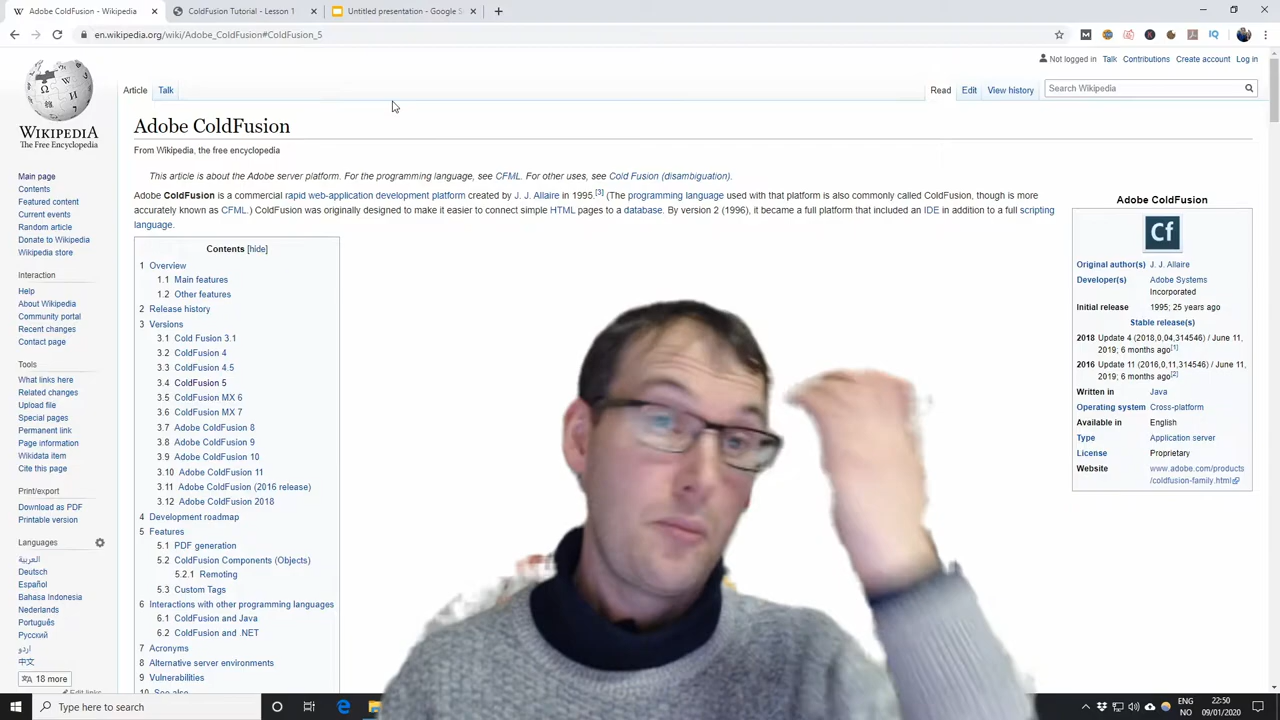 Adobe ColdFusion - Wikipedia
ColdFusion Tutorial - Lesson 1
Untitled presentation - Google S
en.wikipedia.org/wiki/Adobe_ColdFusion#ColdFusion_5
Not logged in Talk Contributions Create account Log in
Article Talk
Read Edit View history
Search Wikipedia
WIKIPEDIA
The Free Encyclopedia
Adobe ColdFusion
From Wikipedia, the free encyclopedia
This article is about the Adobe server platform. For the programming language, see CFML. For other uses, see Cold Fusion (disambiguation).
Adobe ColdFusion is a commercial rapid web-application development platform created by J. J. Allaire in 1995.[3] (The programming language used with that platform is also commonly called ColdFusion, though is more
accurately known as CFML.) ColdFusion was originally designed to make it easier to connect simple HTML pages to a database. By version 2 (1996), it became a full platform that included an IDE in addition to a full scripting
language.
Main page
Contents
Featured content
Current events
Random article
Donate to Wikipedia
Wikipedia store
Interaction
Help
About Wikipedia
Community portal
Recent changes
Contact page
Tools
What links here
Related changes
Upload file
Special pages
Permanent link
Page information
Wikidata item
Cite this page
Print/export
Download as PDF
Printable version
Languages
العربية
Deutsch
Español
Bahasa Indonesia
Nederlands
Português
Русский
اردو
中文
18 more
Edit links
Contents [hide]
1 Overview
1.1 Main features
1.2 Other features
2 Release history
3 Versions
3.1 Cold Fusion 3.1
3.2 ColdFusion 4
3.3 ColdFusion 4.5
3.4 ColdFusion 5
3.5 ColdFusion MX 6
3.6 ColdFusion MX 7
3.7 Adobe ColdFusion 8
3.8 Adobe ColdFusion 9
3.9 Adobe ColdFusion 10
3.10 Adobe ColdFusion 11
3.11 Adobe ColdFusion (2016 release)
3.12 Adobe ColdFusion 2018
4 Development roadmap
5 Features
5.1 PDF generation
5.2 ColdFusion Components (Objects)
5.2.1 Remoting
5.3 Custom Tags
6 Interactions with other programming languages
6.1 ColdFusion and Java
6.2 ColdFusion and .NET
7 Acronyms
8 Alternative server environments
9 Vulnerabilities
10 See also
Adobe ColdFusion
Cf
Original author(s) J. J. Allaire
Developer(s) Adobe Systems
Incorporated
Initial release 1995; 25 years ago
Stable release(s)
2018 Update 4 (2018,0,04,314546) / June 11,
2019; 6 months ago[1]
2016 Update 11 (2016,0,11,314546) / June 11,
2019; 6 months ago[2]
Written in Java
Operating system Cross-platform
Available in English
Type Application server
License Proprietary
Website www.adobe.com/products
/coldfusion-family.html
Type here to search
ENG
NO
22:50
09/01/2020